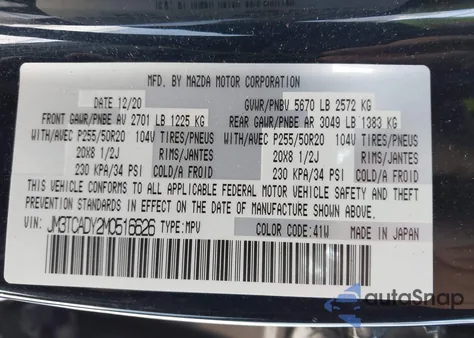 MFD. BY MAZDA MOTOR CORPORATION
DATE 12/20 GVWR/PNBV 5670 LB 2572 KG
FRONT GAWR/PNBE AV 2701 LB 1225 KG REAR GAWR/PNBE AR 3049 LB 1383 KG
WITH/AVEC P255/50R20 104V TIRES/PNEUS WITH/AVEC P255/50R20 104V TIRES/PNEUS
20X8 1/2J RIMS/JANTES 20X8 1/2J RIMS/JANTES
230 KPA/34 PSI COLD/A FROID 230 KPA/34 PSI COLD/A FROID
THIS VEHICLE CONFORMS TO ALL APPLICABLE FEDERAL MOTOR VEHICLE SAFETY AND THEFT
PREVENTION STANDARDS IN EFFECT ON THE DATE OF MANUFACTURE SHOWN ABOVE.
VIN: JM3TCADY2M0516626 TYPE:MPV COLOR CODE:41W MADE IN JAPAN
autoSnap